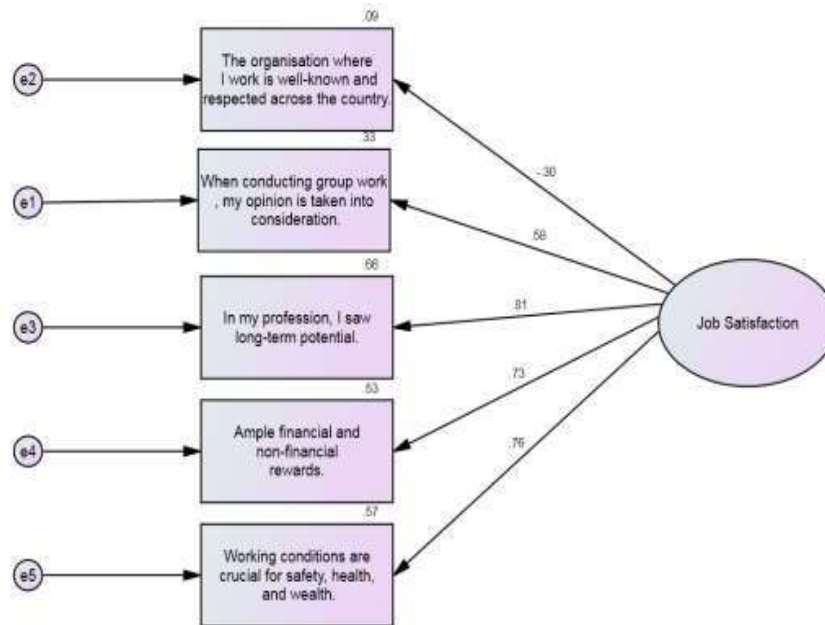 .09
The organisation where
I work is well-known and
respected across the country.
e2
-.30
.33
When conducting group work
, my opinion is taken into
consideration.
e1
.58
.66
In my profession, I saw
long-term potential.
e3
.81
Job Satisfaction
.53
.73
Ample financial and
non-financial
rewards.
e4
.76
.57
Working conditions are
crucial for safety, health,
and wealth.
e5